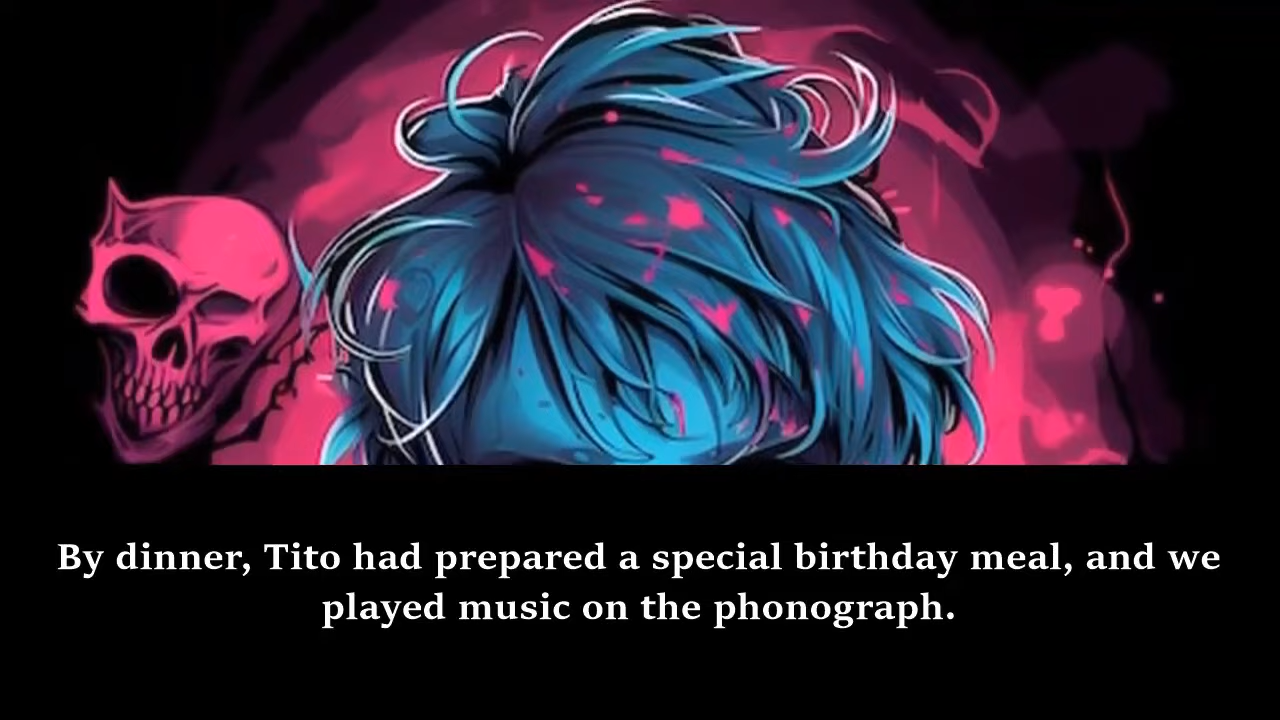 By dinner, Tito had prepared a special birthday meal, and we
played music on the phonograph.